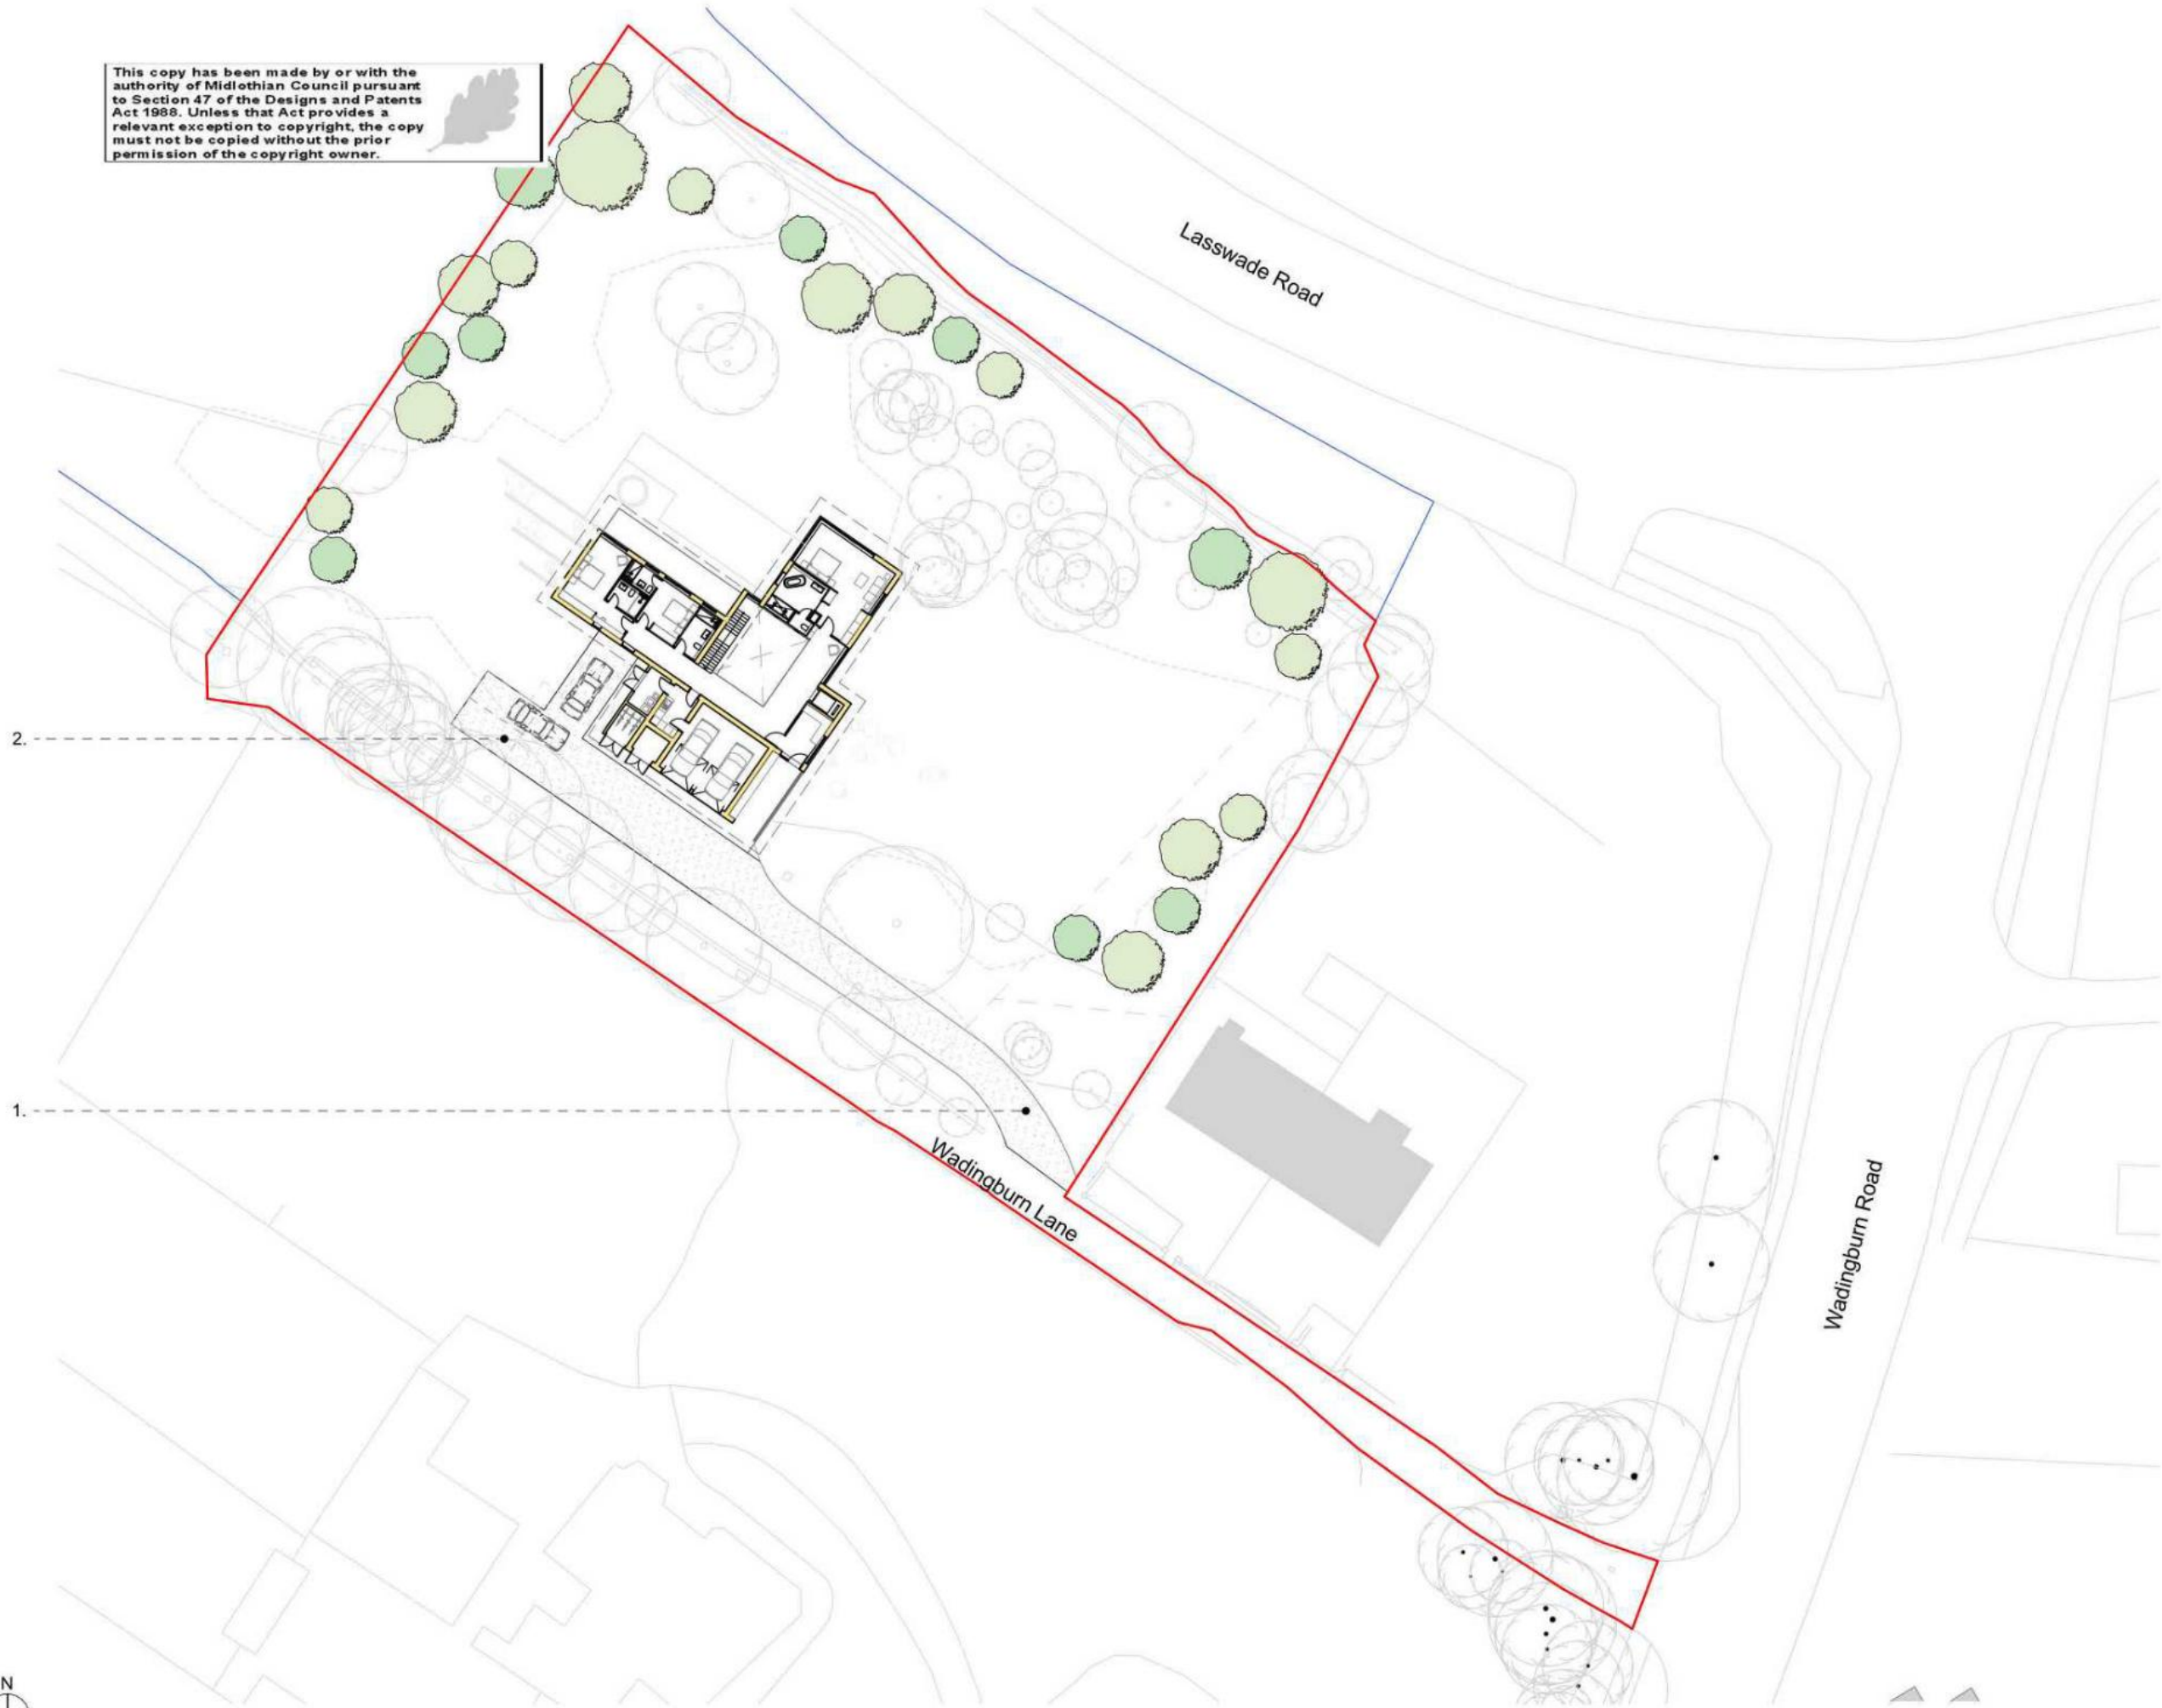 This copy has been made by or with the
authority of Midlothian Council pursuant
to Section 47 of the Designs and Patents
Act 1988. Unless that Act provides a
relevant exception to copyright, the copy
must not be copied without the prior
permission of the copyright owner.
Lasswade Road
2.
1.
Wadingburn Lane
Wadingburn Road
N